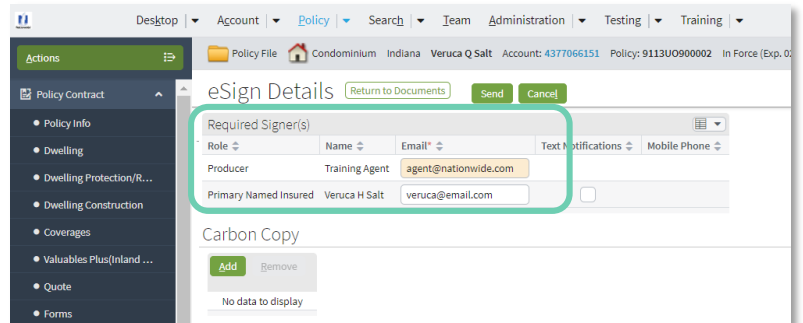 Desktop Account Policy Search Team Administration Testing Training
Actions
Policy File Condominium Indiana Veruca Q Salt Account: 4377066151 Policy: 9113UO900002 In Force (Exp. 02
Policy Contract
Policy Info
Dwelling
Dwelling Protection/R...
Dwelling Construction
Coverages
Valuables Plus(Inland ...
Quote
Forms
eSign Details Return to Documents Send Cancel
Required Signer(s)
Role Name Email* Text Notifications Mobile Phone
Producer Training Agent agent@nationwide.com
Primary Named Insured Veruca H Salt veruca@email.com
Carbon Copy
Add Remove
No data to display